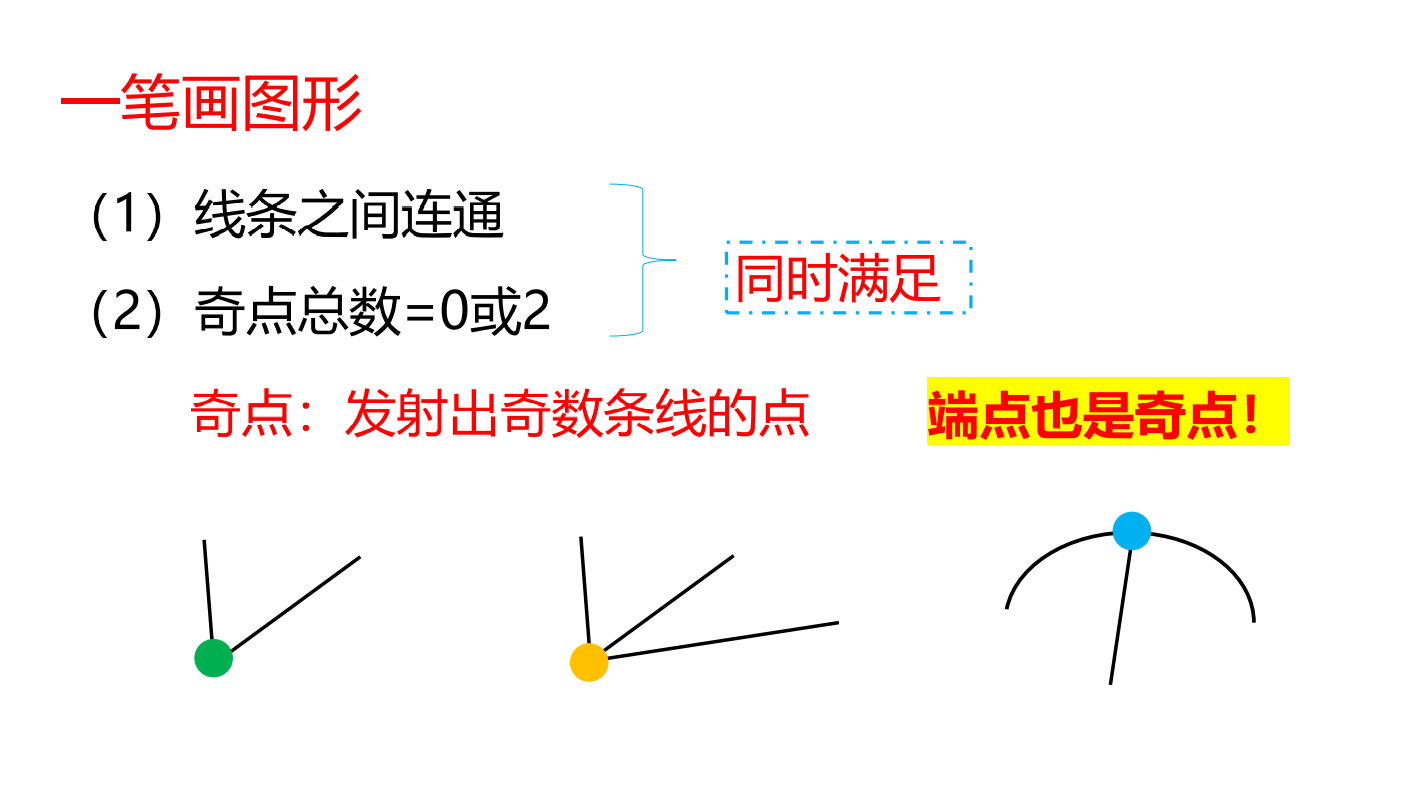 一笔画图形
（1）线条之间连通
同时满足
（2）奇点总数=0或2
奇点：发射出奇数条线的点
端点也是奇点！